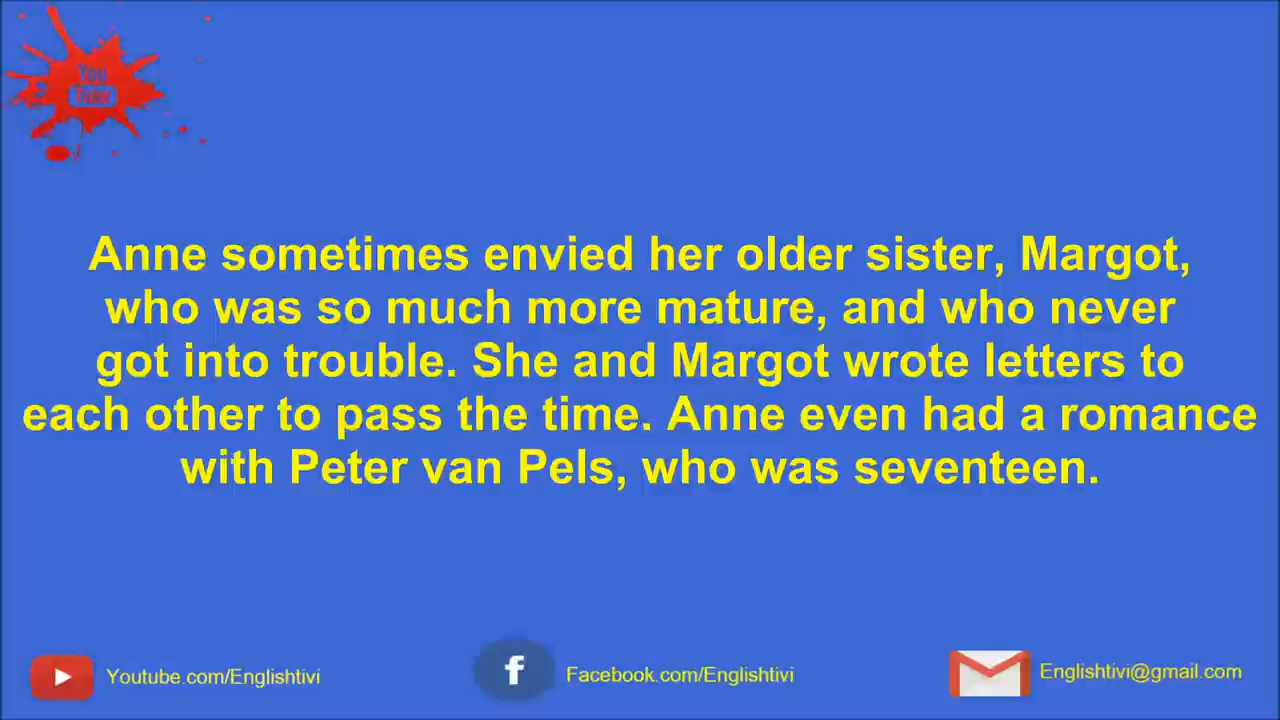 You
Tube
Anne sometimes envied her older sister, Margot,
who was so much more mature, and who never
got into trouble. She and Margot wrote letters to
each other to pass the time. Anne even had a romance
with Peter van Pels, who was seventeen.
Youtube.com/Englishtivi
f
Facebook.com/Englishtivi
Englishtivi@gmail.com